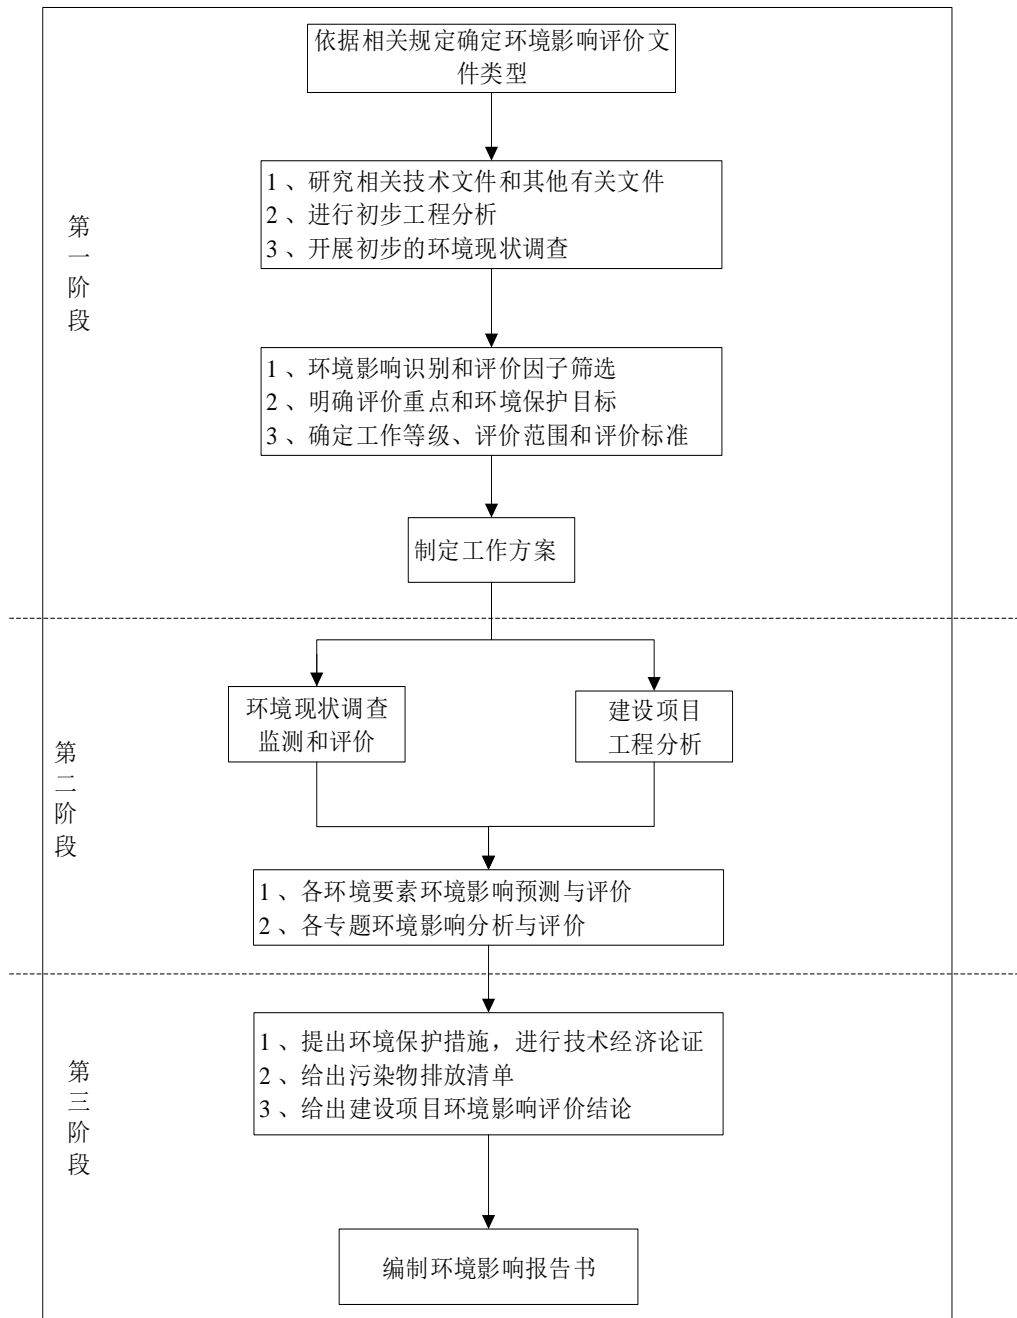 依据相关规定确定环境影响评价文
件类型
1、研究相关技术文件和其他有关文件
2、进行初步工程分析
3、开展初步的环境现状调查
第一阶段
1、环境影响识别和评价因子筛选
2、明确评价重点和环境保护目标
3、确定工作等级、评价范围和评价标准
制定工作方案
环境现状调查
监测和评价
建设项目
工程分析
第二阶段
1、各环境要素环境影响预测与评价
2、各专题环境影响分析与评价
1、提出环境保护措施，进行技术经济论证
2、给出污染物排放清单
3、给出建设项目环境影响评价结论
第三阶段
编制环境影响报告书